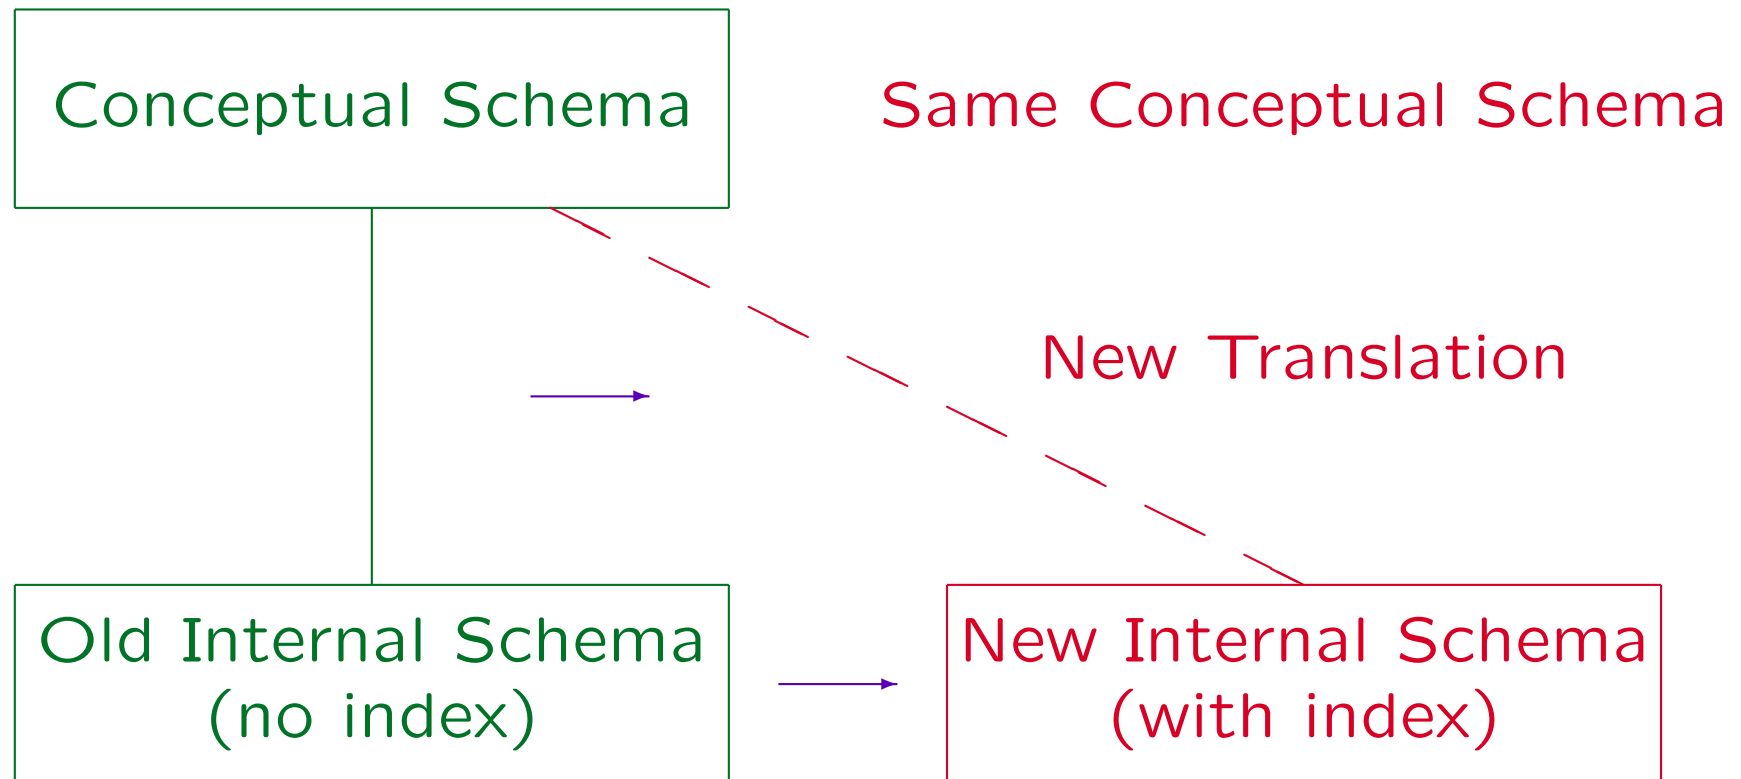 Conceptual Schema
Same Conceptual Schema
New Translation
Old Internal Schema
(no index)
New Internal Schema
(with index)